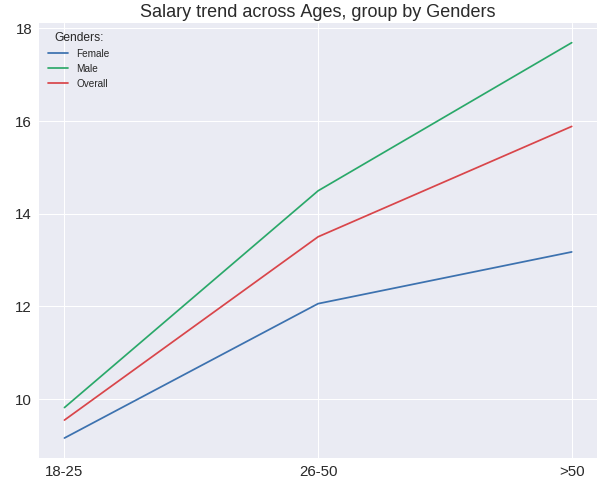 Salary trend across Ages, group by Genders
Genders:
Female
Male
Overall
18
16
14
12
10
18-25
26-50
>50